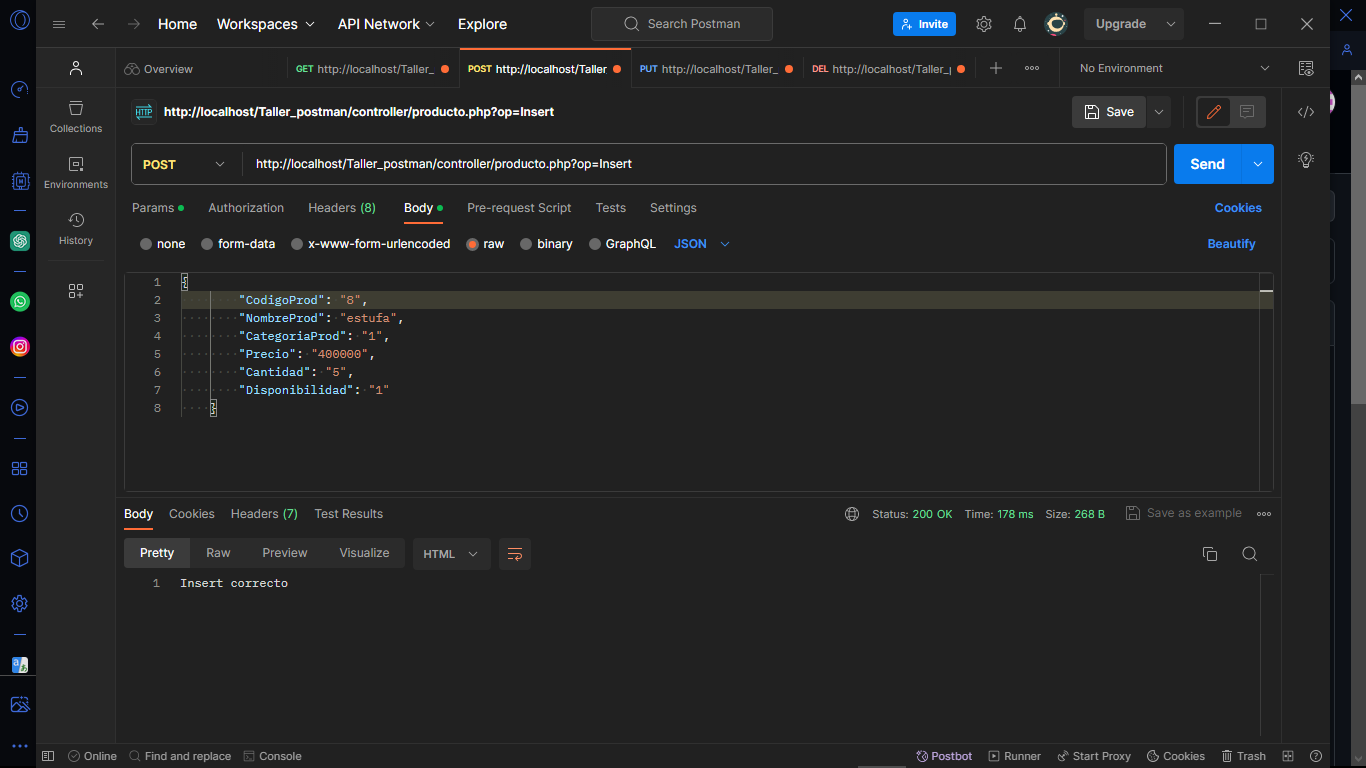 Home Workspaces API Network Explore Search Postman Invite Upgrade
Overview GET http://localhost/Taller_ POST http://localhost/Taller PUT http://localhost/Taller_ DEL http://localhost/Taller_ No Environment
HTTP http://localhost/Taller_postman/controller/producto.php?op=Insert Save
Collections
Environments
History
POST http://localhost/Taller_postman/controller/producto.php?op=Insert Send
Params Authorization Headers (8) Body Pre-request Script Tests Settings Cookies
none form-data x-www-form-urlencoded raw binary GraphQL JSON Beautify
1 {
2 "CodigoProd": "8",
3 "NombreProd": "estufa",
4 "CategoriaProd": "1",
5 "Precio": "400000",
6 "Cantidad": "5",
7 "Disponibilidad": "1"
8 }
Body Cookies Headers (7) Test Results Status: 200 OK Time: 178 ms Size: 268 B Save as example
Pretty Raw Preview Visualize HTML
1 Insert correcto
Online Find and replace Console Postbot Runner Start Proxy Cookies Trash